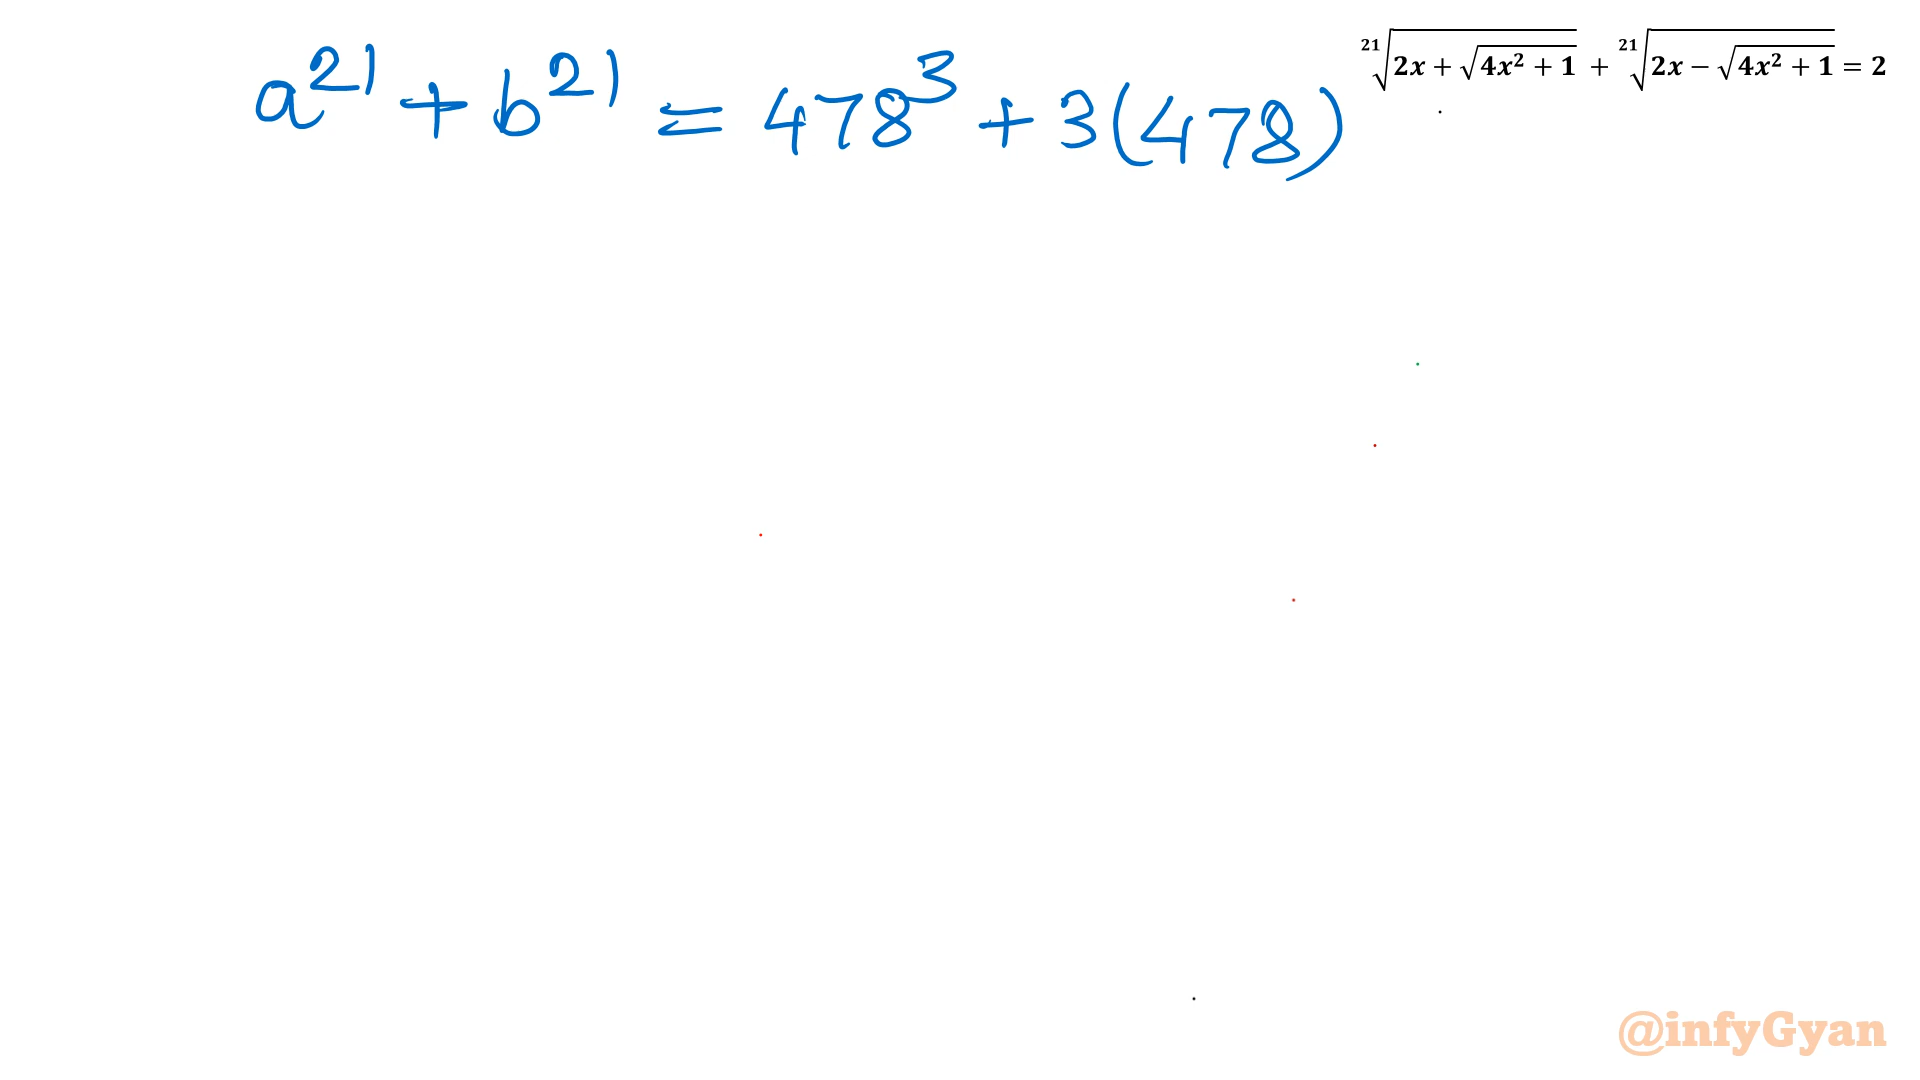 a²¹ + b²¹ = 478³ + 3(478)
²¹√(2x + √(4x² + 1)) + ²¹√(2x − √(4x² + 1)) = 2
@infyGyan